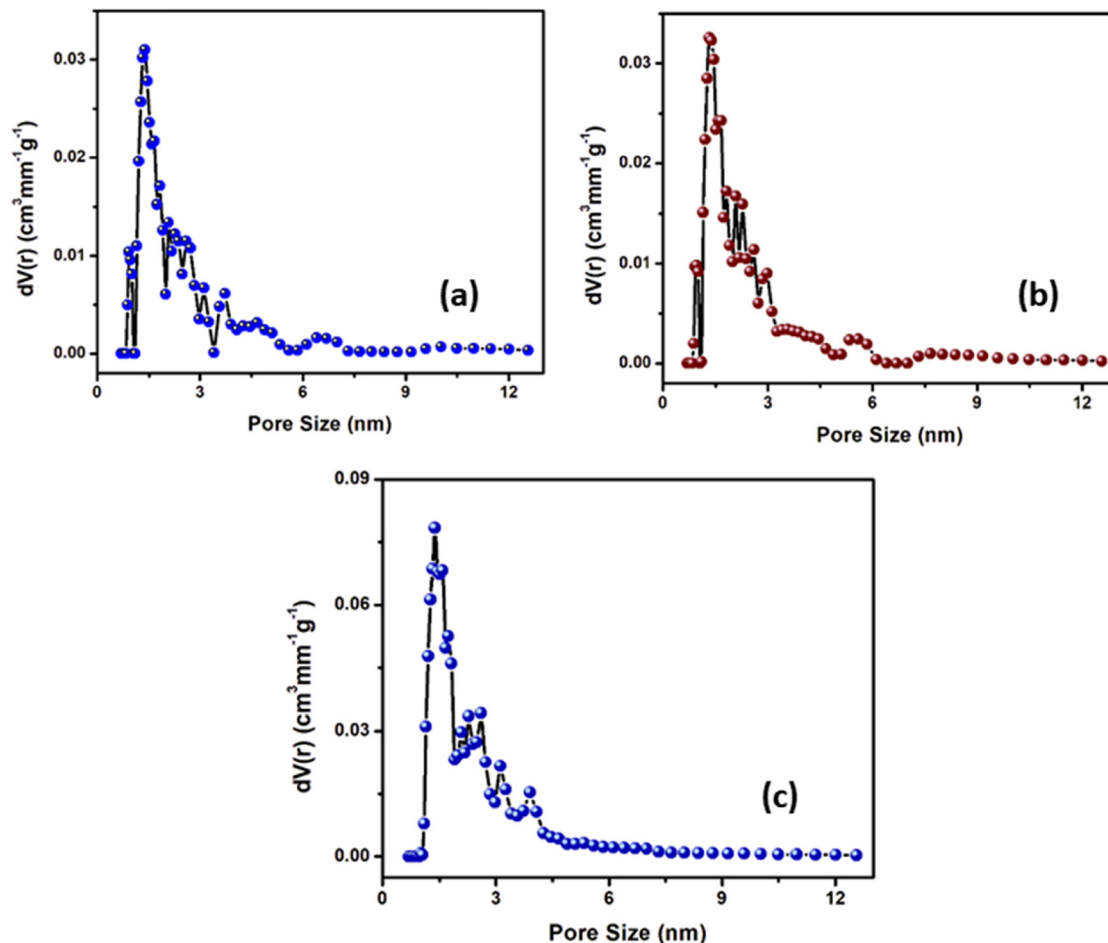 0.03
0.02
0.01
0.00
dV(r) (cm³mm⁻¹g⁻¹)
(a)
0 3 6 9 12
Pore Size (nm)
0.03
0.02
0.01
0.00
dV(r) (cm³mm⁻¹g⁻¹)
(b)
0 3 6 9 12
Pore Size (nm)
0.09
0.06
0.03
0.00
dV(r) (cm³mm⁻¹g⁻¹)
(c)
0 3 6 9 12
Pore Size (nm)